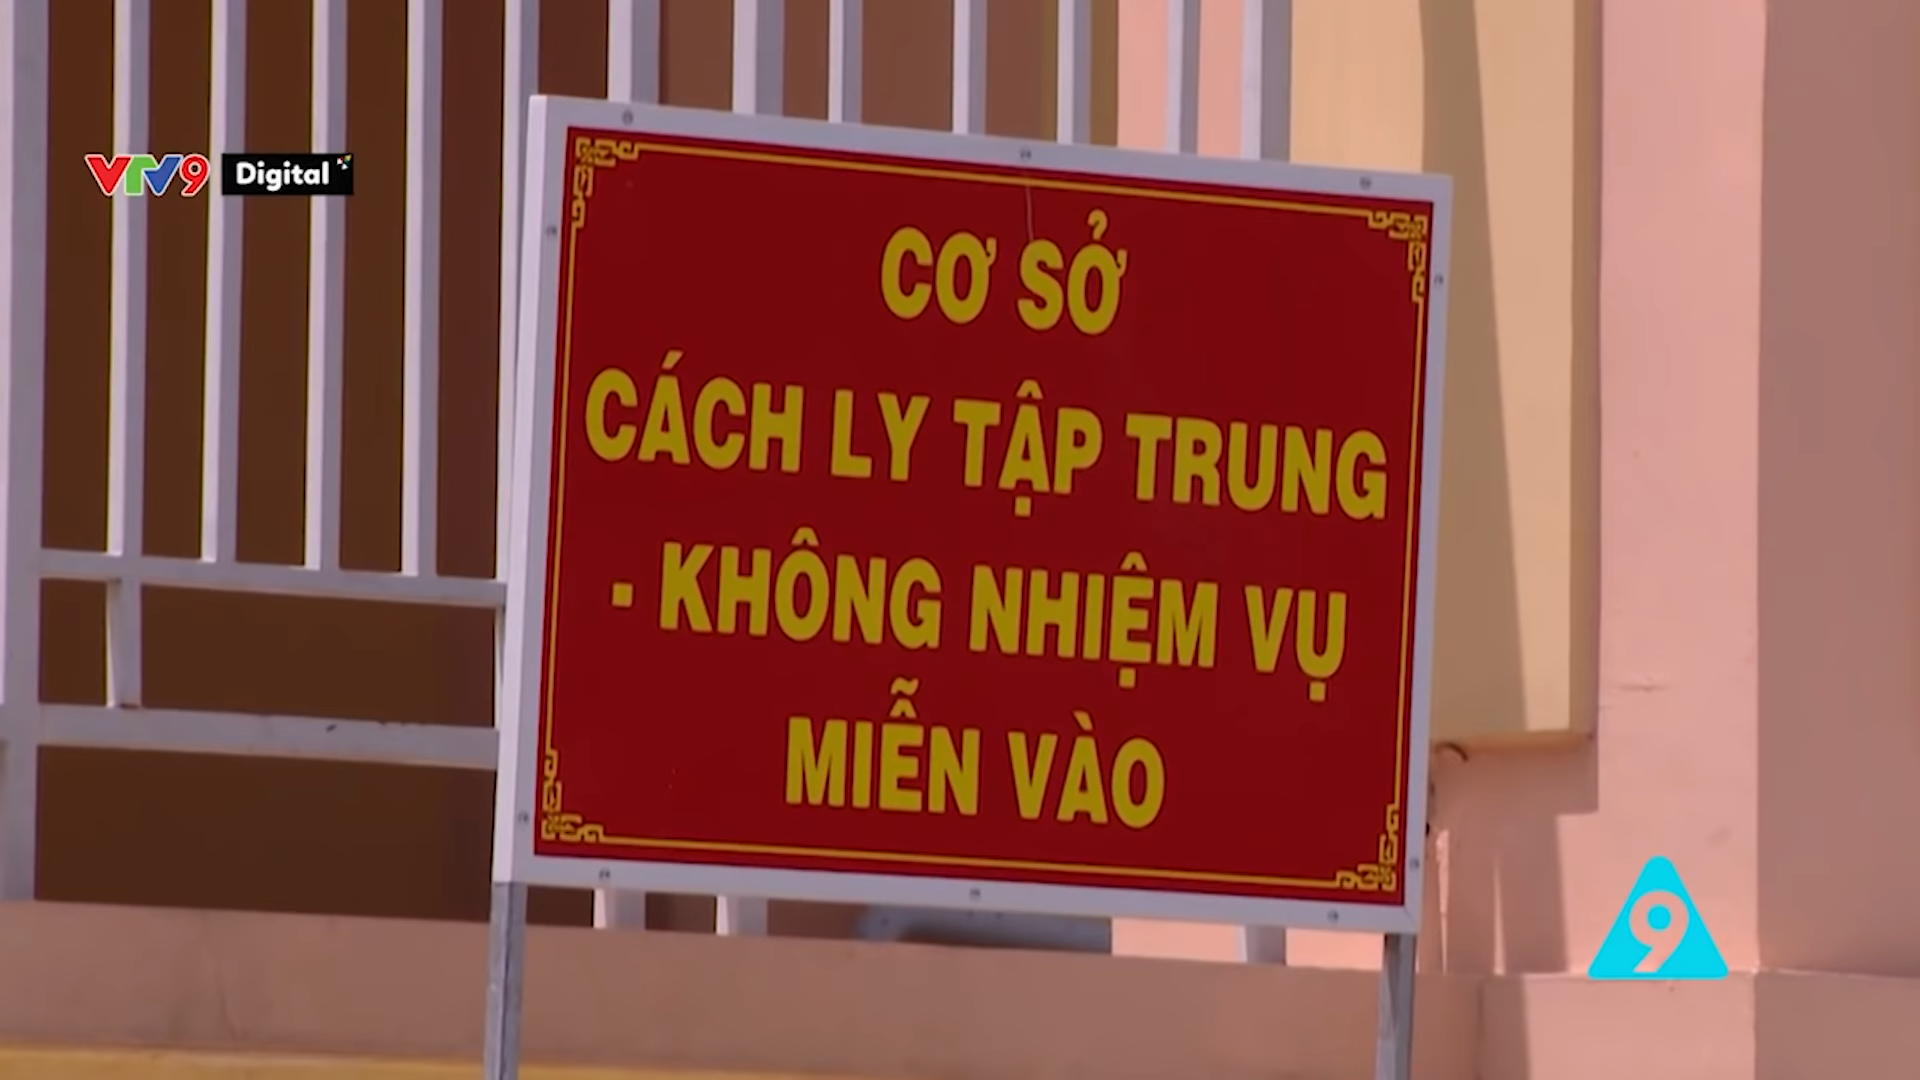 VTV9 Digital
CƠ SỞ
CÁCH LY TẬP TRUNG
- KHÔNG NHIỆM VỤ
MIỄN VÀO
9